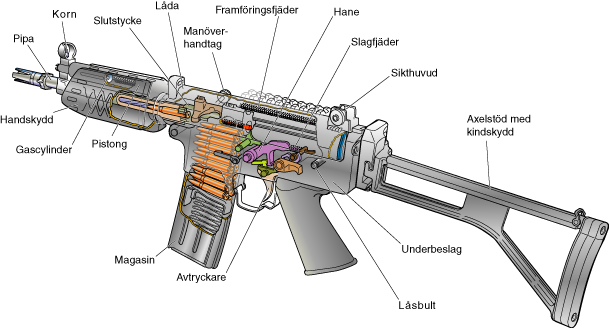 Korn
Låda
Framföringsfjäder
Hane
Slutstycke
Manöver-
handtag
Pipa
Slagfjäder
Sikthuvud
Handskydd
Axelstöd med
kindskydd
Gascylinder
Pistong
Underbeslag
Magasin
Avtryckare
Låsbult